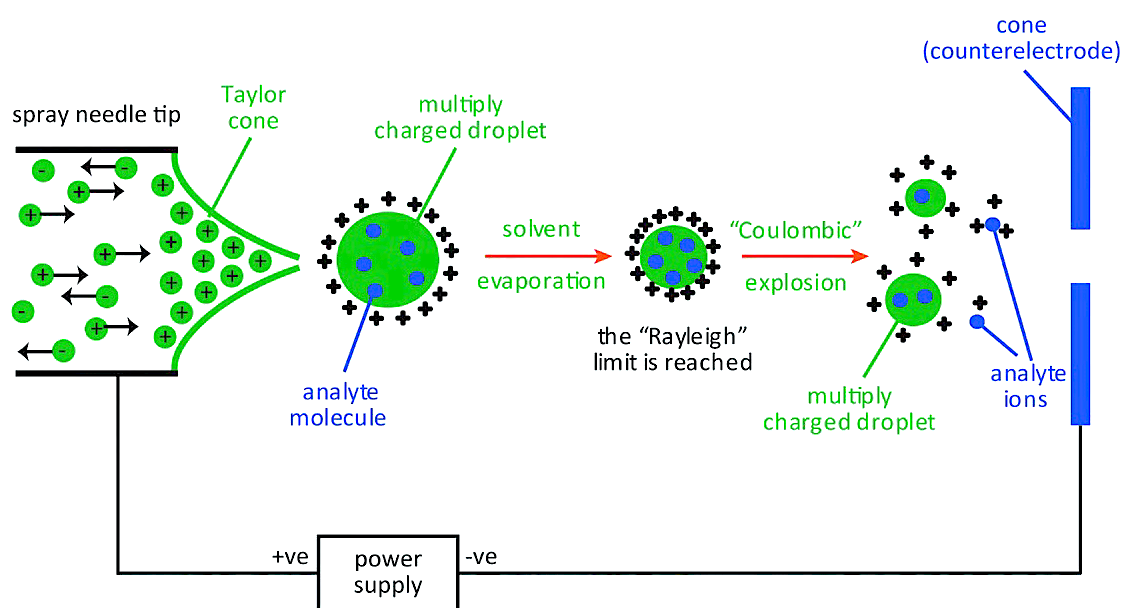 cone
(counterelectrode)
Taylor
cone
multiply
charged droplet
spray needle tip
solvent
evaporation
"Coulombic"
explosion
the "Rayleigh"
limit is reached
analyte
molecule
analyte
ions
multiply
charged droplet
+ve
power
supply
-ve